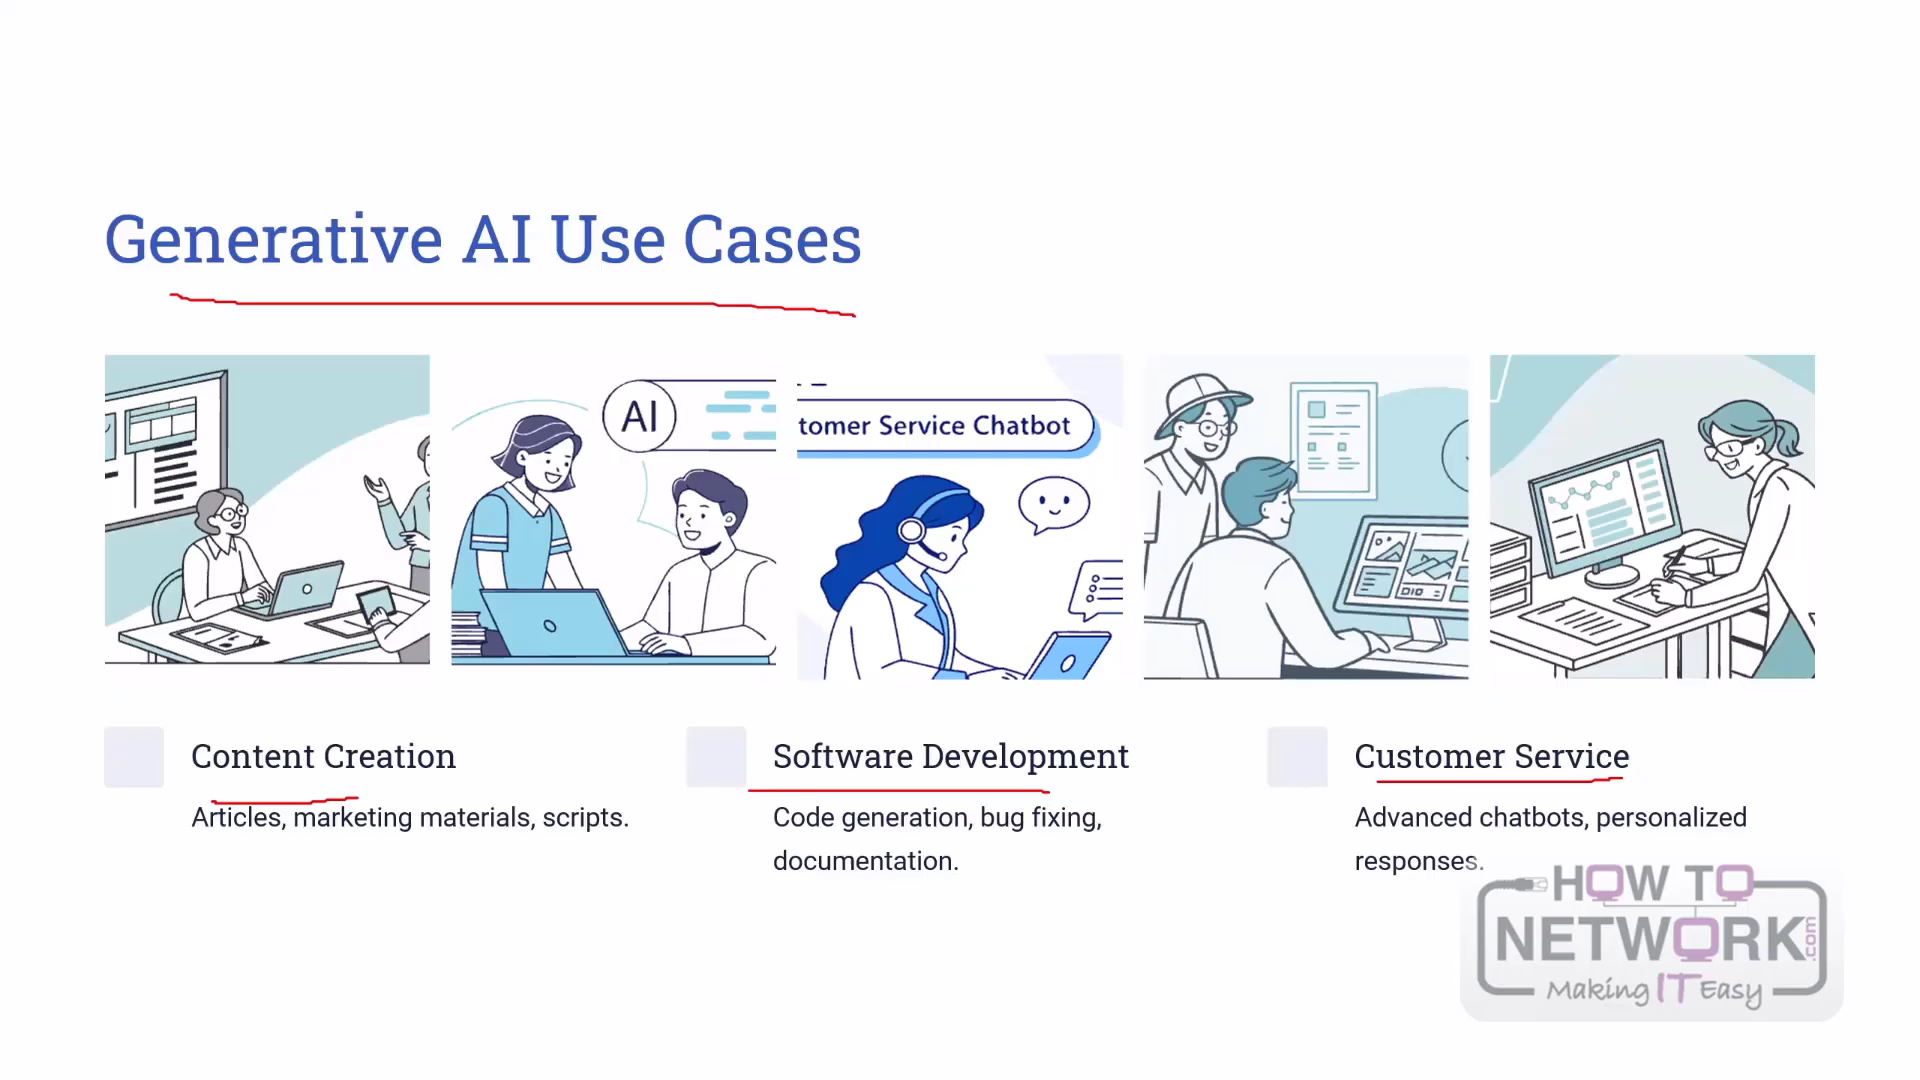 Generative AI Use Cases
AI
tomer Service Chatbot
Content Creation
Articles, marketing materials, scripts.
Software Development
Code generation, bug fixing,
documentation.
Customer Service
Advanced chatbots, personalized
responses.
HOW TO
NETWORK.com
Making IT Easy